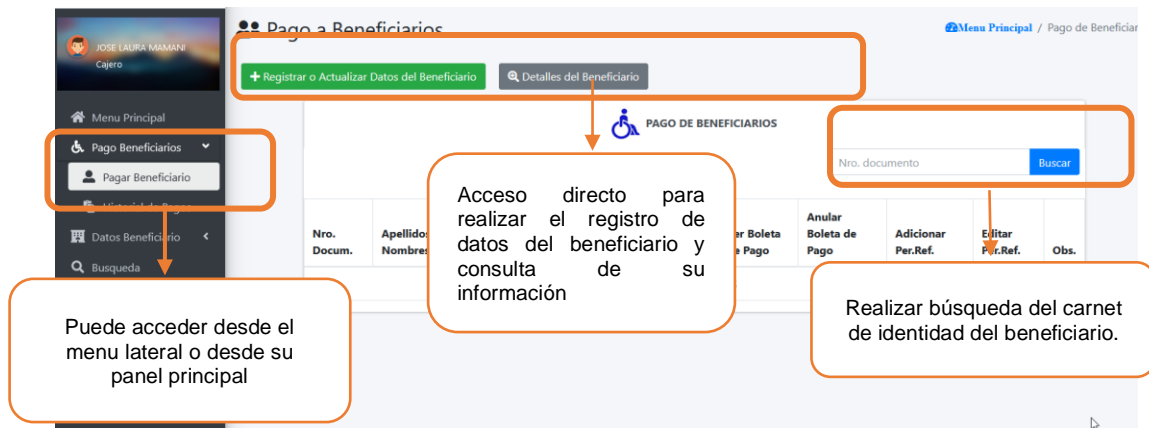 Pago a Beneficiarios
Menu Principal / Pago de Beneficiar
JOSE LAURA MAMANI
Cajero
+ Registrar o Actualizar Datos del Beneficiario
Detalles del Beneficiario
Menu Principal
Pago Beneficiarios
Pagar Beneficiario
Datos Beneficiario
Busqueda
PAGO DE BENEFICIARIOS
Nro. documento
Buscar
Nro.
Docum.
Apellidos
Nombres
Boleta
Pago
Anular
Boleta de
Pago
Adicionar
Per.Ref.
Editar
Per.Ref.
Obs.
Acceso directo para
realizar el registro de
datos del beneficiario y
consulta de su
información
Puede acceder desde el
menu lateral o desde su
panel principal
Realizar búsqueda del carnet
de identidad del beneficiario.